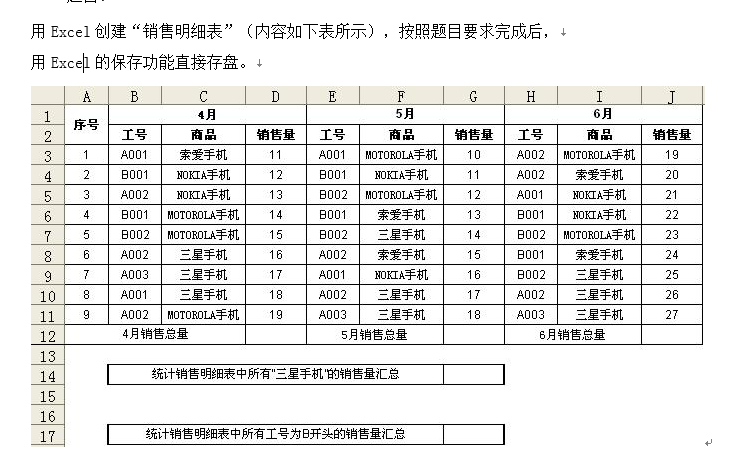 用 Excel 创建“销售明细表”（内容如下表所示），按照题目要求完成后，
用 Excel 的保存功能直接存盘。
A B C D E F G H I J
1 序号 4月 5月 6月
2 工号 商品 销售量 工号 商品 销售量 工号 商品 销售量
3 1 A001 索爱手机 11 A001 MOTOROLA手机 10 A002 MOTOROLA手机 19
4 2 B001 NOKIA手机 12 B001 NOKIA手机 11 A002 索爱手机 20
5 3 A002 NOKIA手机 13 B002 MOTOROLA手机 12 A001 NOKIA手机 21
6 4 B001 MOTOROLA手机 14 B001 索爱手机 13 B001 NOKIA手机 22
7 5 B002 MOTOROLA手机 15 B002 三星手机 14 B002 MOTOROLA手机 23
8 6 A002 三星手机 16 A002 索爱手机 15 B001 索爱手机 24
9 7 A003 三星手机 17 A001 NOKIA手机 16 B002 三星手机 25
10 8 A001 三星手机 18 A002 三星手机 17 A002 三星手机 26
11 9 A002 MOTOROLA手机 19 A003 三星手机 18 A003 三星手机 27
12 4月销售总量 5月销售总量 6月销售总量
13
14 统计销售明细表中所有"三星手机"的销售量汇总
15
16
17 统计销售明细表中所有工号为B开头的销售量汇总